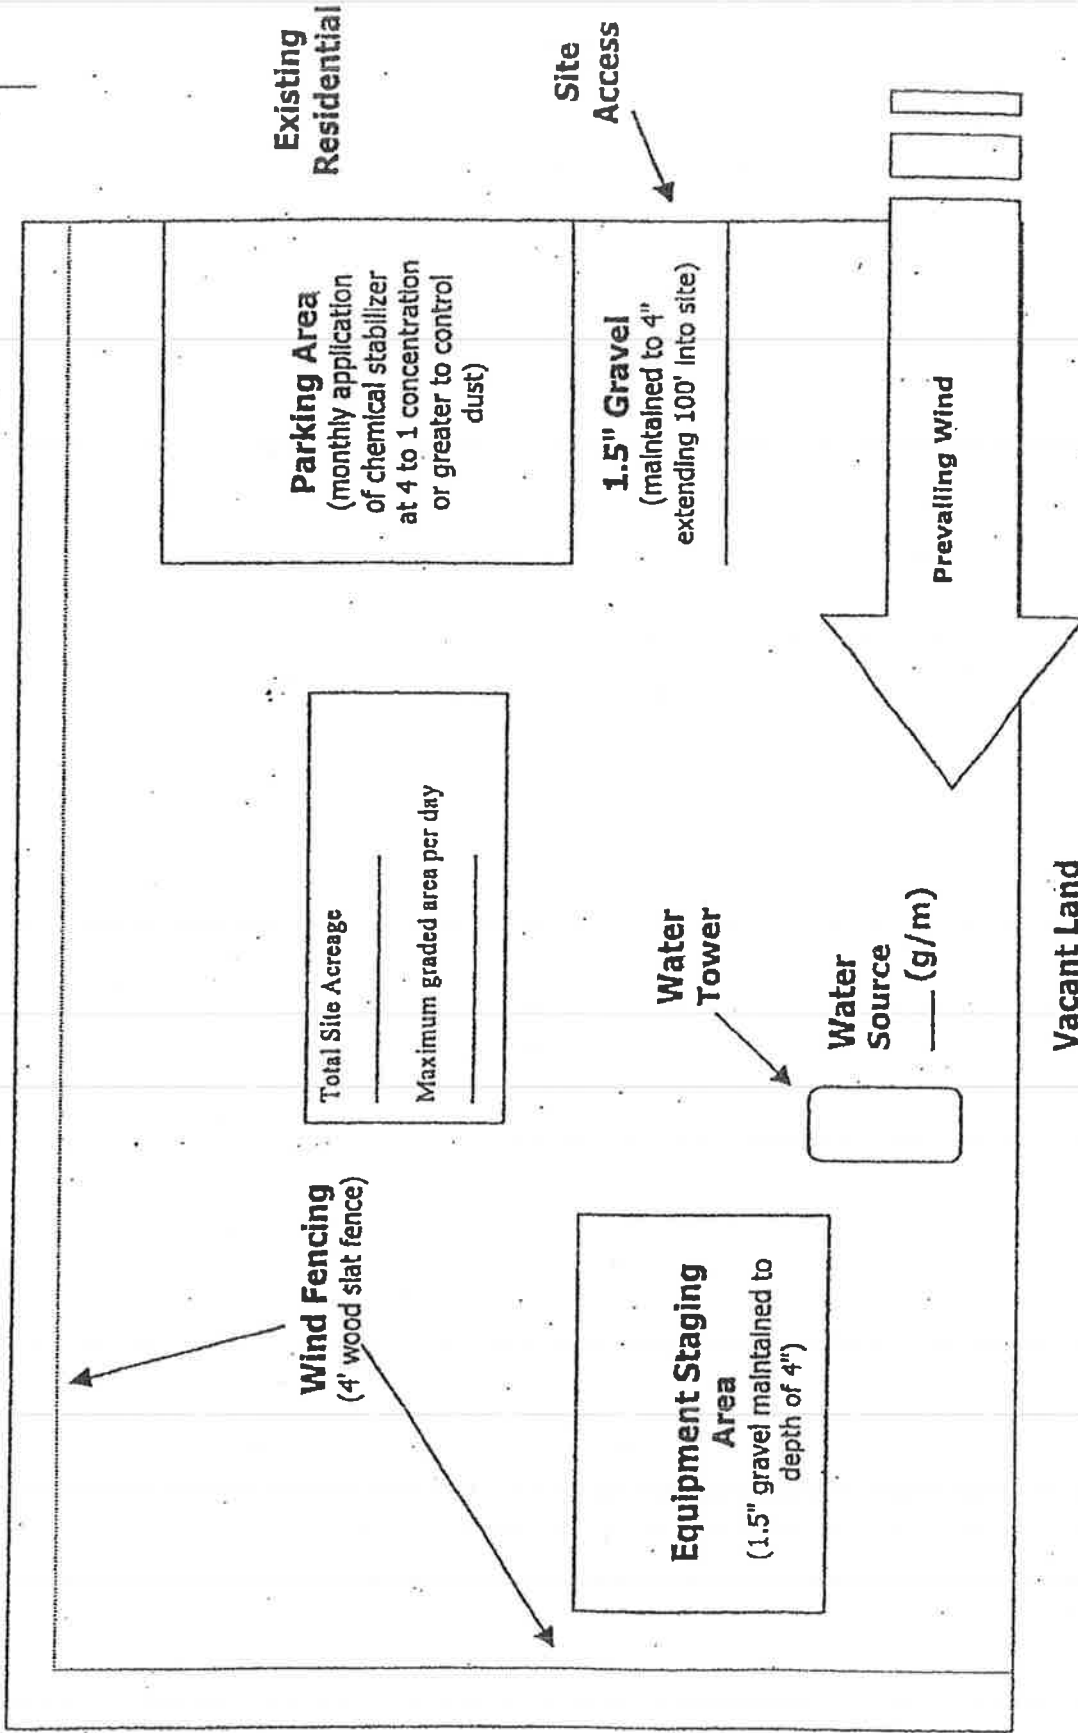 Existing
Residential
Site
Access
Parking Area
(monthly application
of chemical stabilizer
at 4 to 1 concentration
or greater to control
dust)
1.5" Gravel
(maintained to 4"
extending 100' into site)
Prevailing Wind
Total Site Acreage
Maximum graded area per day
Water
Tower
Water
Source
___ (g/m)
Vacant Land
Wind Fencing
(4' wood slat fence)
Equipment Staging
Area
(1.5" gravel maintained to
depth of 4")